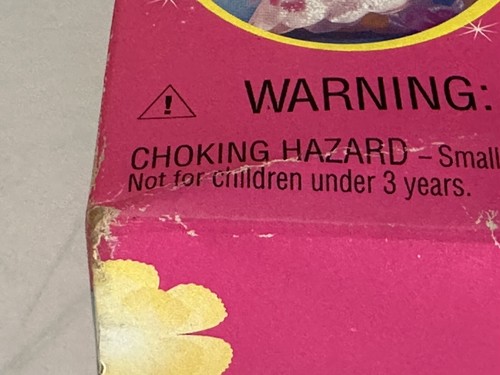 WARNING:
CHOKING HAZARD – Small
Not for children under 3 years.